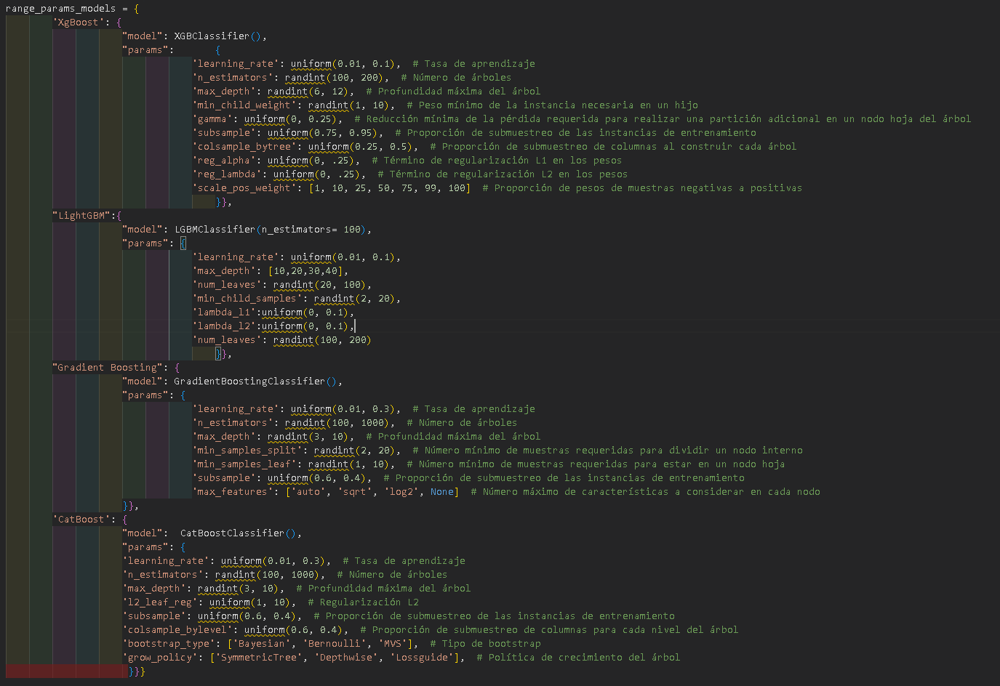 range_params_models = {
'XgBoost': {
"model": XGBClassifier(),
"params": {
'learning_rate': uniform(0.01, 0.1), # Tasa de aprendizaje
'n_estimators': randint(100, 200), # Número de árboles
'max_depth': randint(6, 12), # Profundidad máxima del árbol
'min_child_weight': randint(1, 10), # Peso mínimo de la instancia necesaria en un hijo
'gamma': uniform(0, 0.25), # Reducción mínima de la pérdida requerida para realizar una partición adicional en un nodo hoja del árbol
'subsample': uniform(0.75, 0.95), # Proporción de submuestreo de las instancias de entrenamiento
'colsample_bytree': uniform(0.25, 0.5), # Proporción de submuestreo de columnas al construir cada árbol
'reg_alpha': uniform(0, .25), # Término de regularización L1 en los pesos
'reg_lambda': uniform(0, .25), # Término de regularización L2 en los pesos
'scale_pos_weight': [1, 10, 25, 50, 75, 99, 100] # Proporción de pesos de muestras negativas a positivas
}},
"LightGBM":{
"model": LGBMClassifier(n_estimators= 100),
"params": {
'learning_rate': uniform(0.01, 0.1),
'max_depth': [10,20,30,40],
'num_leaves': randint(20, 100),
'min_child_samples': randint(2, 20),
'lambda_l1':uniform(0, 0.1),
'lambda_l2':uniform(0, 0.1),
'num_leaves': randint(100, 200)
}},
"Gradient Boosting": {
"model": GradientBoostingClassifier(),
"params": {
'learning_rate': uniform(0.01, 0.3), # Tasa de aprendizaje
'n_estimators': randint(100, 1000), # Número de árboles
'max_depth': randint(3, 10), # Profundidad máxima del árbol
'min_samples_split': randint(2, 20), # Número mínimo de muestras requeridas para dividir un nodo interno
'min_samples_leaf': randint(1, 10), # Número mínimo de muestras requeridas para estar en un nodo hoja
'subsample': uniform(0.6, 0.4), # Proporción de submuestreo de las instancias de entrenamiento
'max_features': ['auto', 'sqrt', 'log2', None] # Número máximo de características a considerar en cada nodo
}},
'CatBoost': {
"model": CatBoostClassifier(),
"params": {
'learning_rate': uniform(0.01, 0.3), # Tasa de aprendizaje
'n_estimators': randint(100, 1000), # Número de árboles
'max_depth': randint(3, 10), # Profundidad máxima del árbol
'l2_leaf_reg': uniform(1, 10), # Regularización L2
'subsample': uniform(0.6, 0.4), # Proporción de submuestreo de las instancias de entrenamiento
'colsample_bylevel': uniform(0.6, 0.4), # Proporción de submuestreo de columnas para cada nivel del árbol
'bootstrap_type': ['Bayesian', 'Bernoulli', 'MVS'], # Tipo de bootstrap
'grow_policy': ['SymmetricTree', 'Depthwise', 'Lossguide'], # Política de crecimiento del árbol
}}}